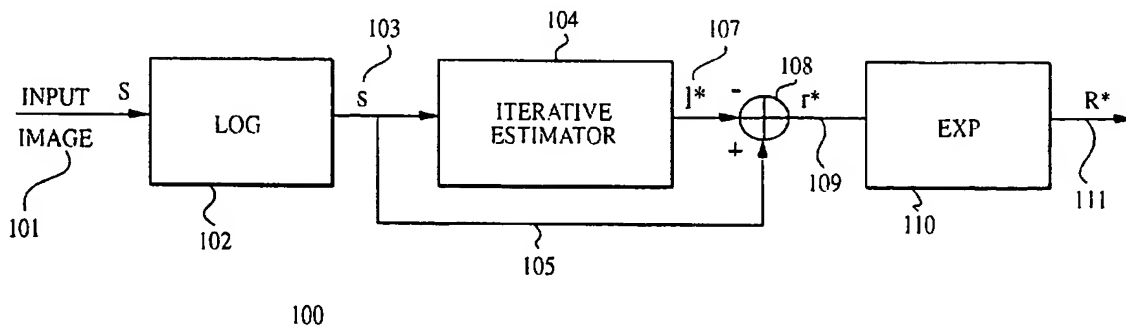 104
103
107
108
INPUT
S
LOG
s
ITERATIVE
ESTIMATOR
l*
-
r*
EXP
R*
IMAGE
+
109
111
101
102
105
110
100